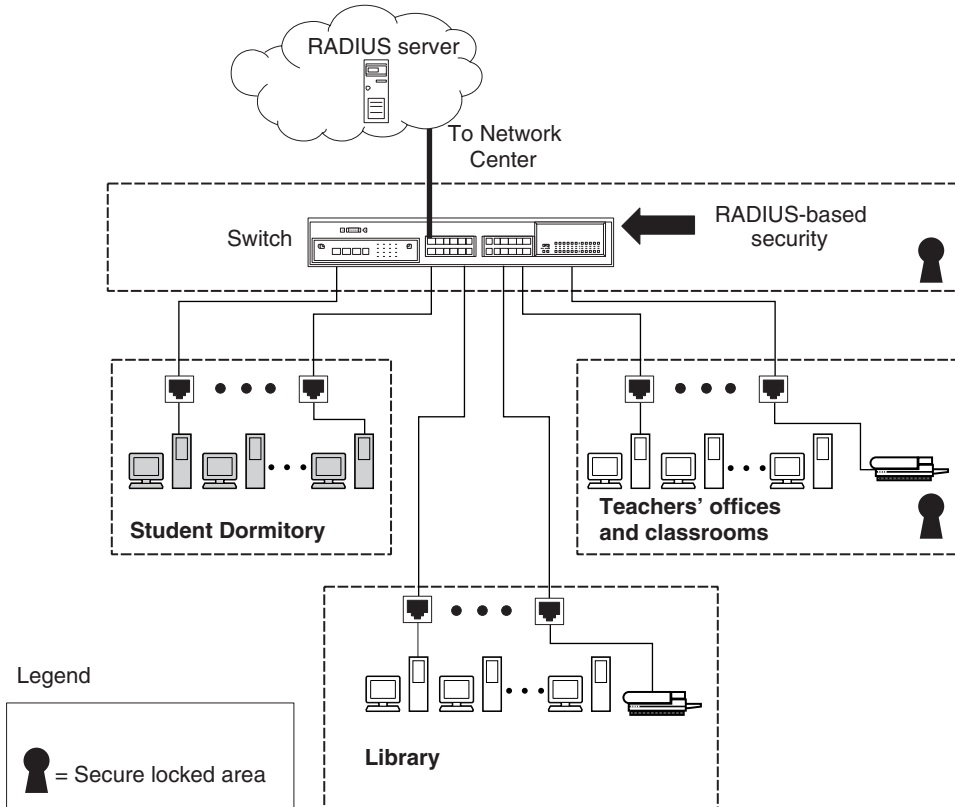 RADIUS server
To Network
Center
Switch
RADIUS-based
security
Student Dormitory
Teachers’ offices
and classrooms
Library
Legend
= Secure locked area